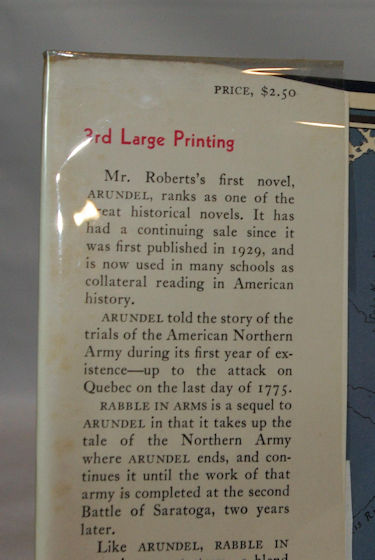 PRICE, $2.50
3rd Large Printing
Mr. Roberts's first novel,
ARUNDEL, ranks as one of the
great historical novels. It has
had a continuing sale since it
was first published in 1929, and
is now used in many schools as
collateral reading in American
history.
ARUNDEL told the story of the
trials of the American Northern
Army during its first year of ex-
istence—up to the attack on
Quebec on the last day of 1775.
RABBLE IN ARMS is a sequel to
ARUNDEL in that it takes up the
tale of the Northern Army
where ARUNDEL ends, and con-
tinues it until the work of that
army is completed at the second
Battle of Saratoga, two years
later.
Like ARUNDEL, RABBLE IN